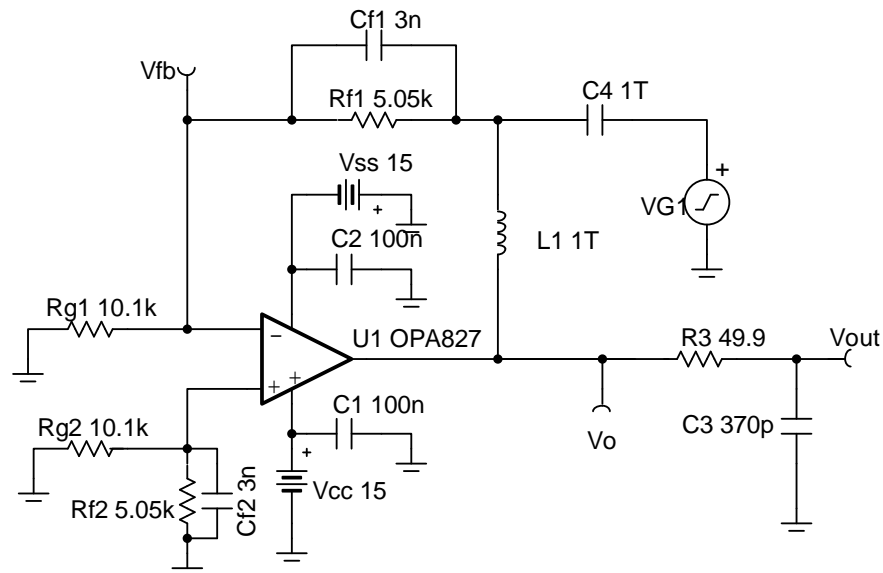 Cf1 3n
Vfb
Rf1 5.05k
C4 1T
Vss 15
+
+
VG1
C2 100n
L1 1T
Rg1 10.1k
U1 OPA827
R3 49.9
Vout
−
+
+
C1 100n
Rg2 10.1k
Vo
C3 370p
+
Rf2 5.05k
Cf2 3n
Vcc 15